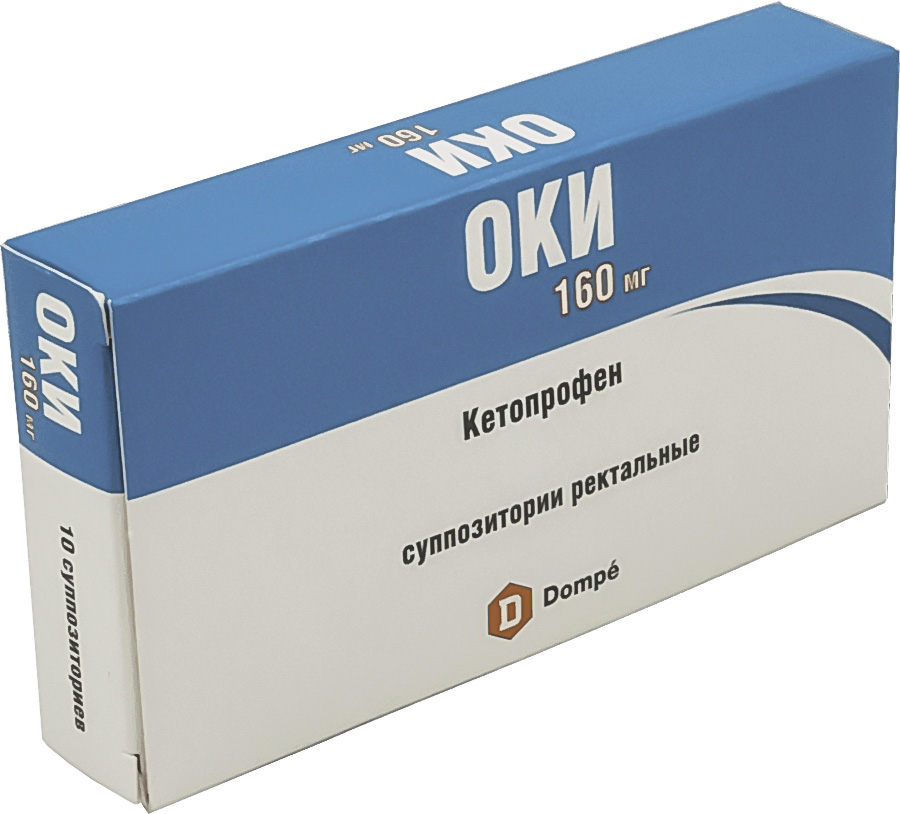 ОКИ
160 мг
ОКИ
160 мг
Кетопрофен
суппозитории ректальные
D Dompé
ОКИ
160 мг
10 суппозиториев